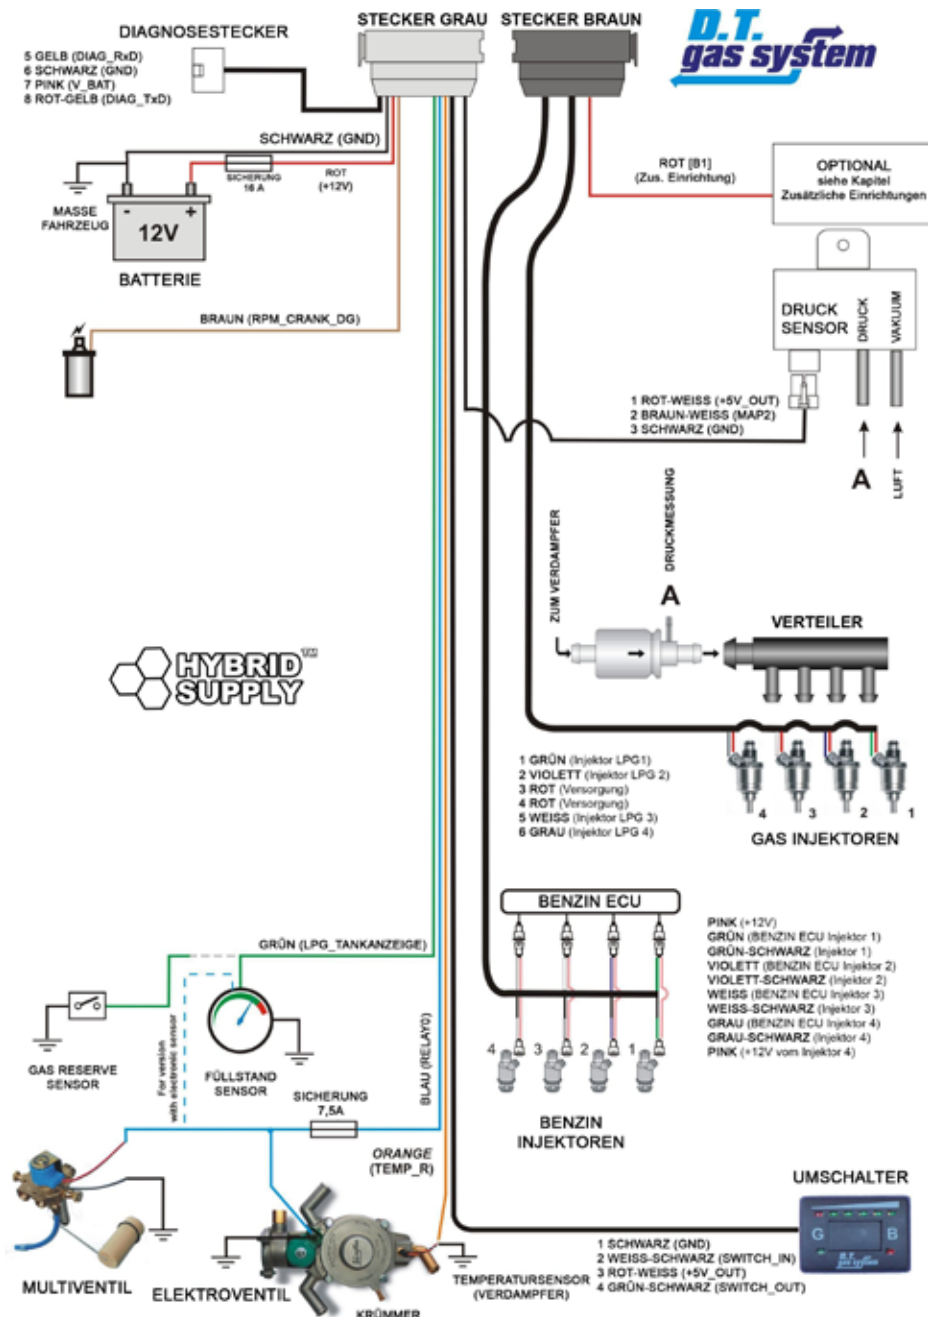 STECKER GRAU
STECKER BRAUN
D.T.
gas system
DIAGNOSESTECKER
5 GELB (DIAG_RxD)
6 SCHWARZ (GND)
7 PINK (V_BAT)
8 ROT-GELB (DIAG_TxD)
SCHWARZ (GND)
SICHERUNG
16 A
ROT
(+12V)
MASSE
FAHRZEUG
- +
12V
BATTERIE
BRAUN (RPM_CRANK_DG)
ROT [B1]
(Zus. Einrichtung)
OPTIONAL
siehe Kapitel
Zusätzliche Einrichtungen
DRUCK
SENSOR
DRUCK
VAKUUM
1 ROT-WEISS (+5V_OUT)
2 BRAUN-WEISS (MAP2)
3 SCHWARZ (GND)
A
LUFT
ZUM VERDAMPFER
DRUCKMESSUNG
A
VERTEILER
HYBRID™
SUPPLY
1 GRÜN (Injektor LPG1)
2 VIOLETT (Injektor LPG 2)
3 ROT (Versorgung)
4 ROT (Versorgung)
5 WEISS (Injektor LPG 3)
6 GRAU (Injektor LPG 4)
4 3 2 1
GAS INJEKTOREN
BENZIN ECU
PINK (+12V)
GRÜN (BENZIN ECU Injektor 1)
GRÜN-SCHWARZ (Injektor 1)
VIOLETT (BENZIN ECU Injektor 2)
VIOLETT-SCHWARZ (Injektor 2)
WEISS (BENZIN ECU Injektor 3)
WEISS-SCHWARZ (Injektor 3)
GRAU (BENZIN ECU Injektor 4)
GRAU-SCHWARZ (Injektor 4)
PINK (+12V vom Injektor 4)
4 3 2 1
BENZIN
INJEKTOREN
GRÜN (LPG_TANKANZEIGE)
GAS RESERVE
SENSOR
For version
with electronic sensor
FÜLLSTAND
SENSOR
BLAU (RELAY0)
SICHERUNG
7,5A
ORANGE
(TEMP_R)
MULTIVENTIL
ELEKTROVENTIL
KRÜMMER
TEMPERATURSENSOR
(VERDAMPFER)
UMSCHALTER
G B
D.T.
gas system
1 SCHWARZ (GND)
2 WEISS-SCHWARZ (SWITCH_IN)
3 ROT-WEISS (+5V_OUT)
4 GRÜN-SCHWARZ (SWITCH_OUT)